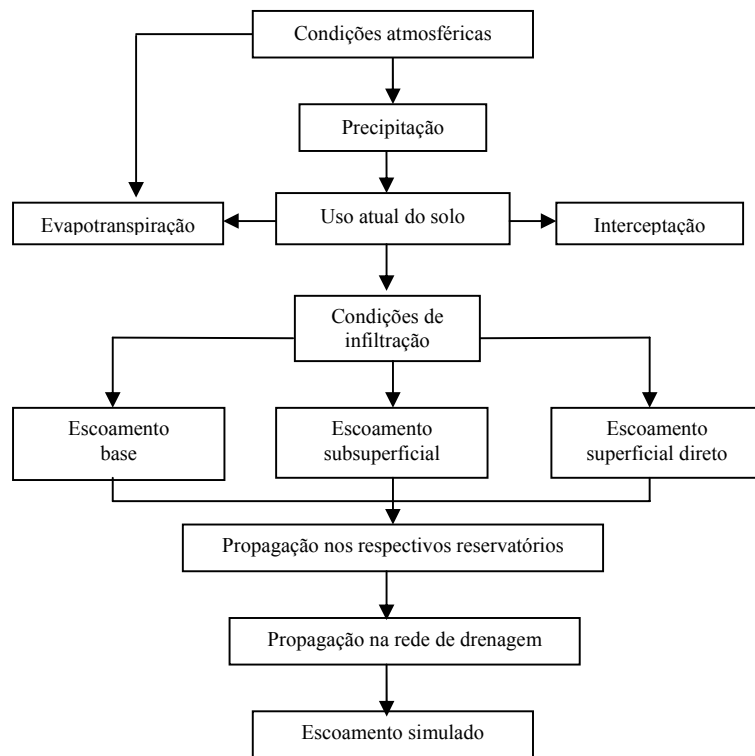 Condições atmosféricas
Precipitação
Evapotranspiração
Uso atual do solo
Interceptação
Condições de
infiltração
Escoamento
base
Escoamento
subsuperficial
Escoamento
superficial direto
Propagação nos respectivos reservatórios
Propagação na rede de drenagem
Escoamento simulado